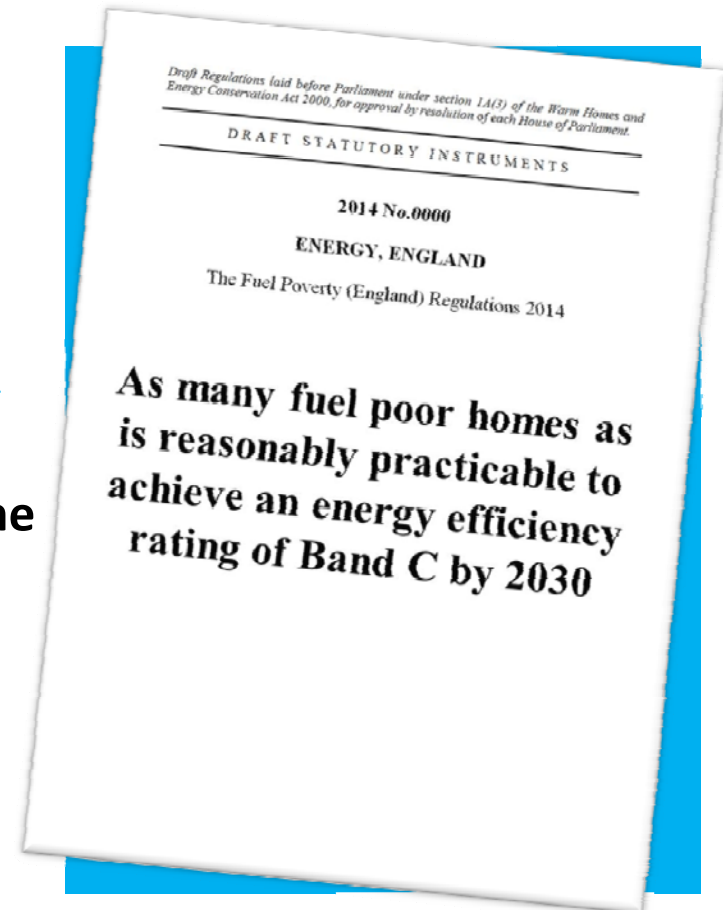 Draft Regulations laid before Parliament under section 1A(3) of the Warm Homes and
Energy Conservation Act 2000, for approval by resolution of each House of Parliament.
DRAFT STATUTORY INSTRUMENTS
2014 No.0000
ENERGY, ENGLAND
The Fuel Poverty (England) Regulations 2014
As many fuel poor homes as
is reasonably practicable to
achieve an energy efficiency
rating of Band C by 2030